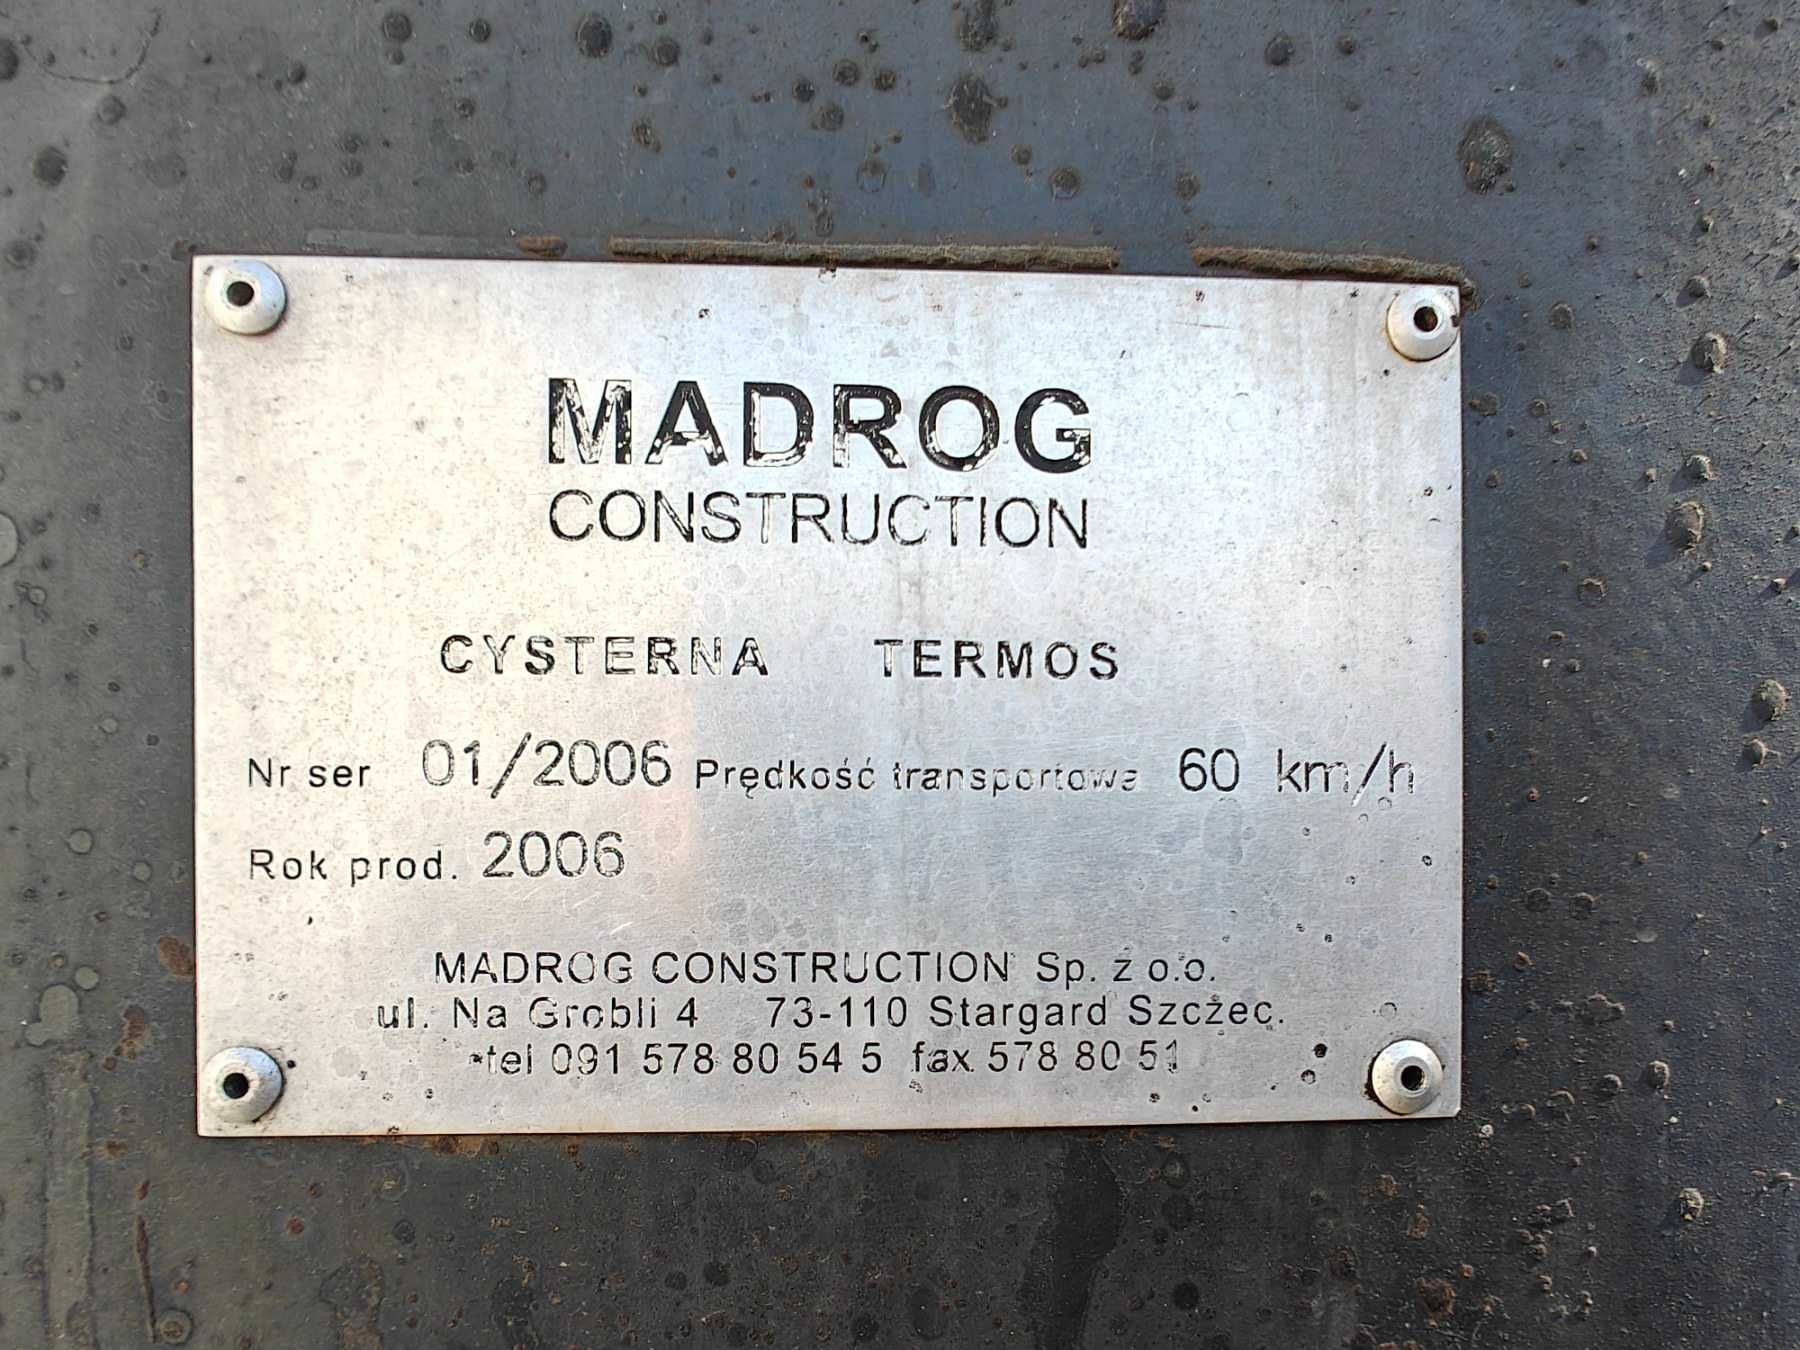 MADROG
CONSTRUCTION
CYSTERNA TERMOS
Nr ser 01/2006 Prędkość transportowa 60 km/h
Rok prod. 2006
MADROG CONSTRUCTION Sp. z o.o.
ul. Na Grobli 4 73-110 Stargard Szczec.
tel 091 578 80 54 5 fax 578 80 51